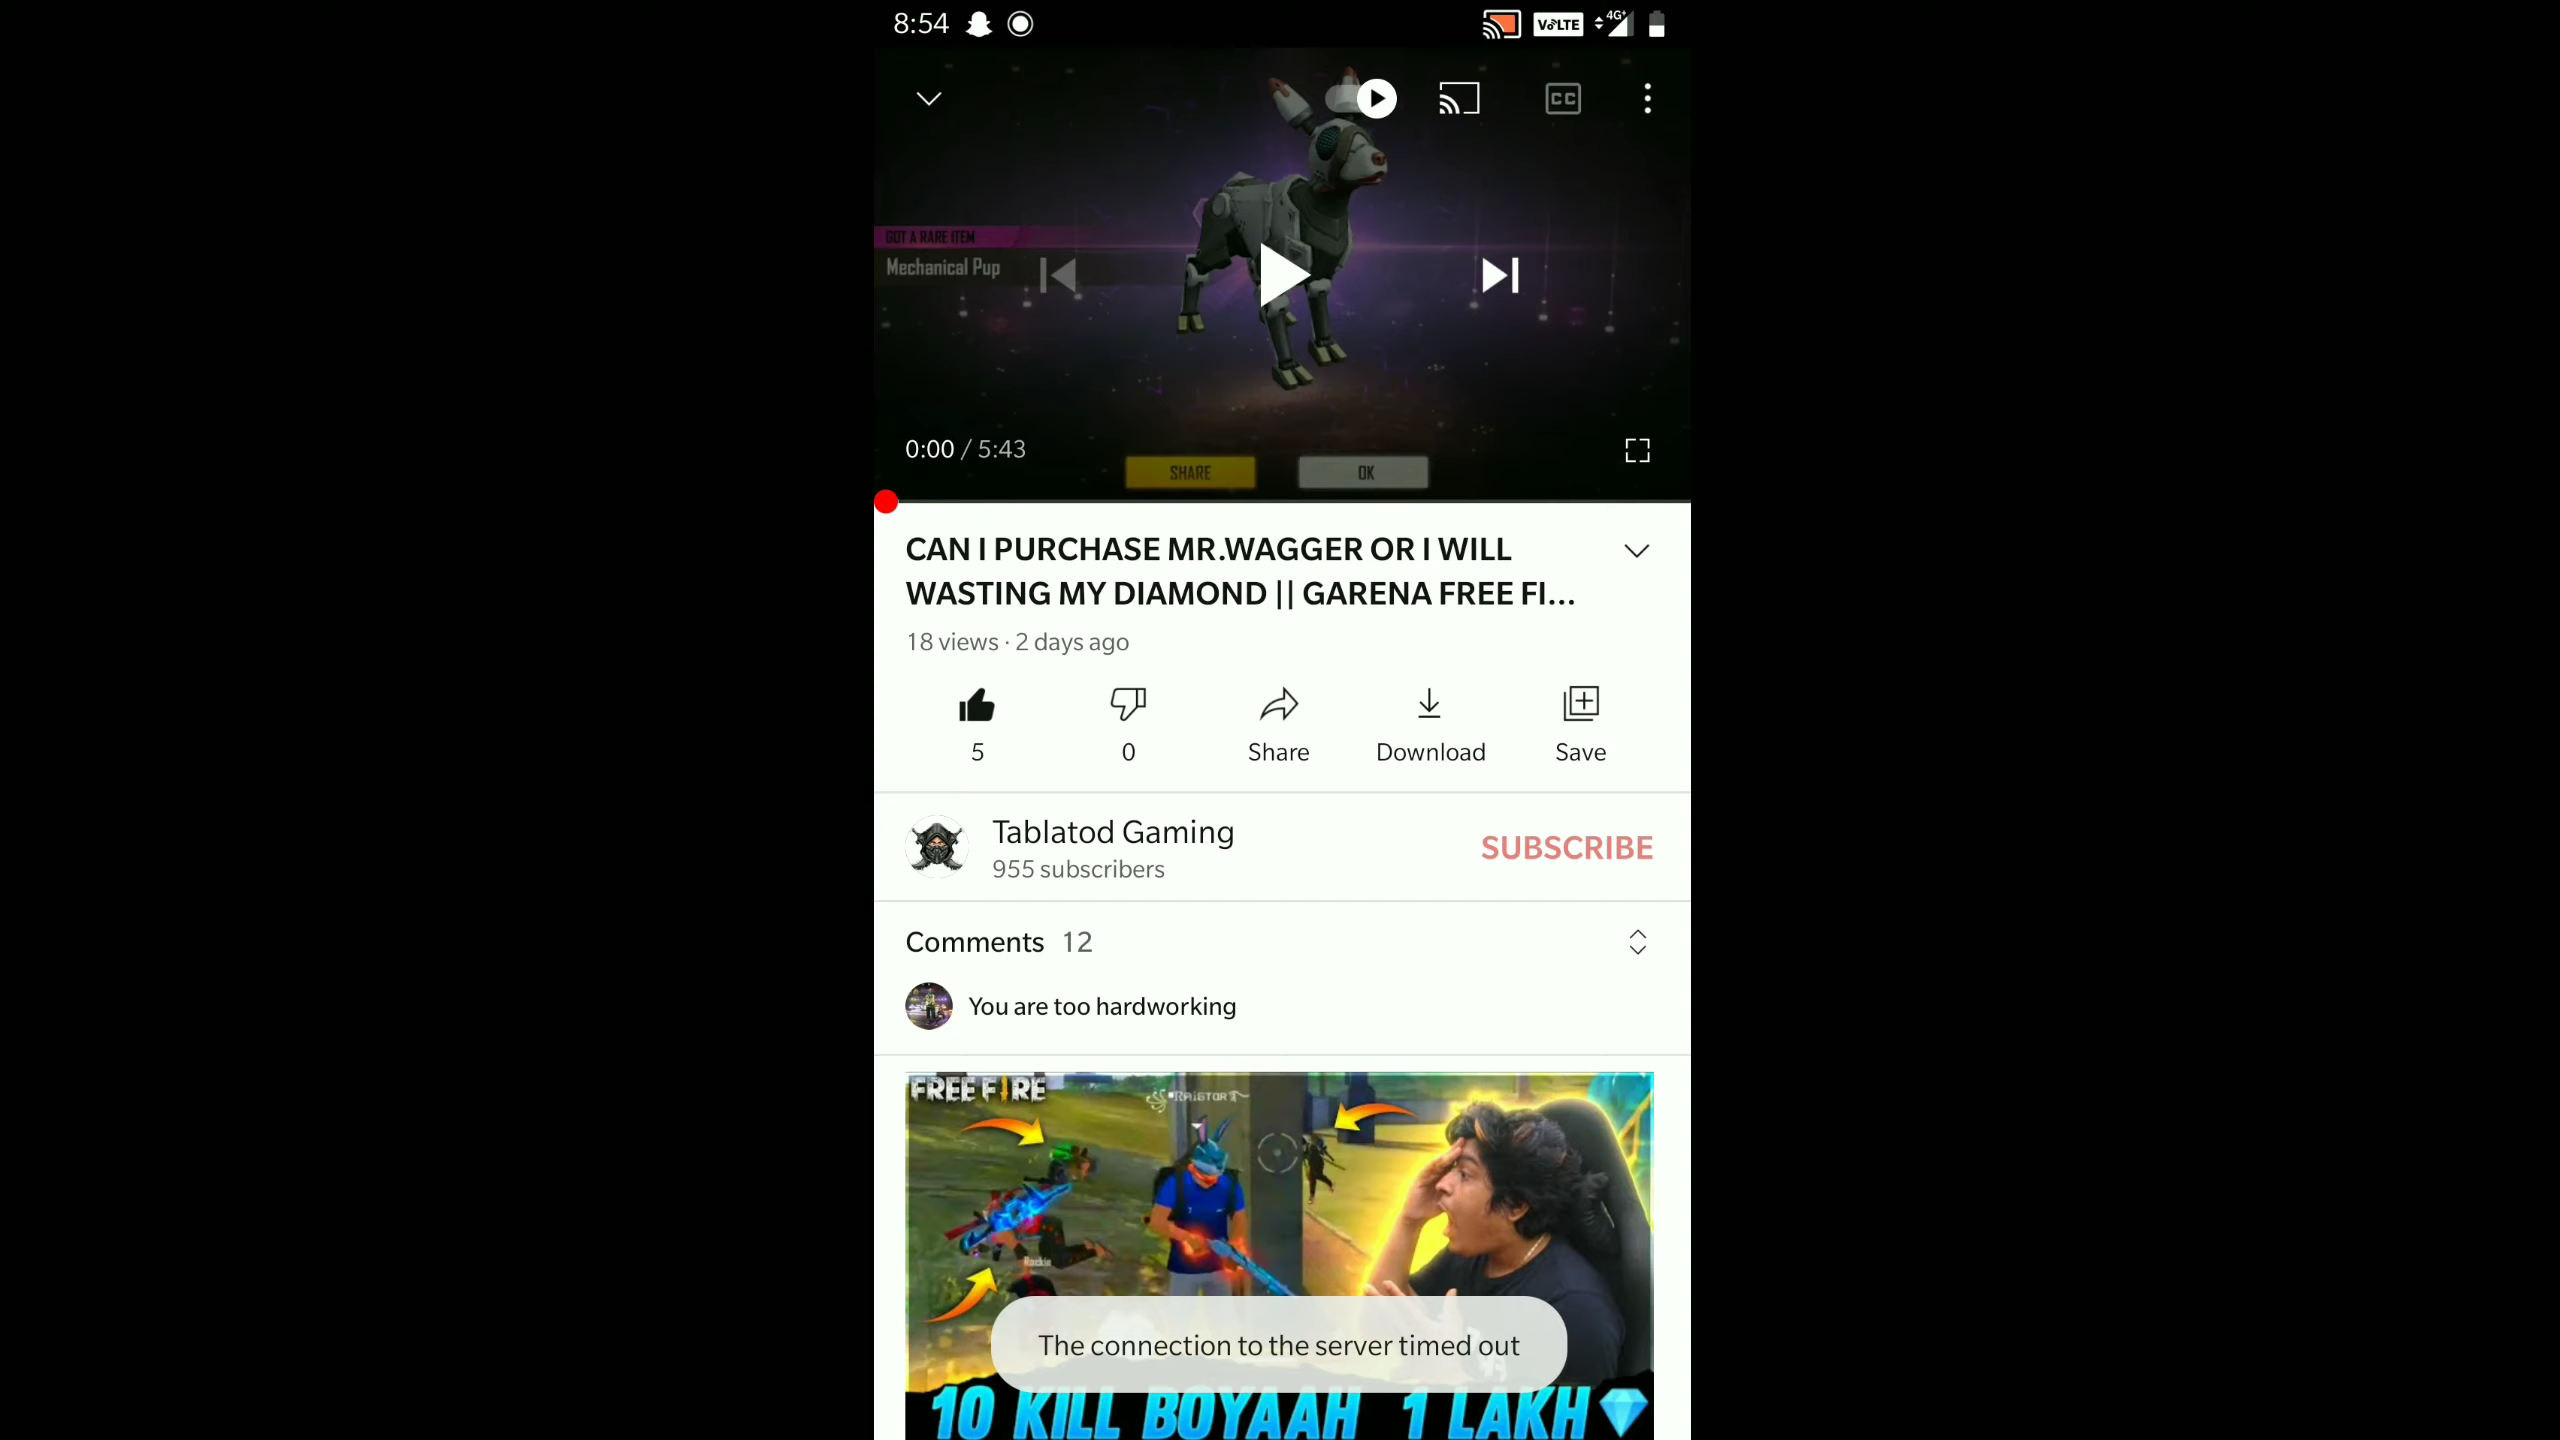 8:54
VoLTE 4G+
CC
GOT A RARE ITEM
Mechanical Pup
0:00 / 5:43
SHARE OK
CAN I PURCHASE MR.WAGGER OR I WILL
WASTING MY DIAMOND || GARENA FREE FI...
18 views · 2 days ago
5 0 Share Download Save
Tablatod Gaming
955 subscribers
SUBSCRIBE
Comments 12
You are too hardworking
FREE FIRE
RAISTAR
Rockie
The connection to the server timed out
10 KILL BOYAAH 1 LAKH